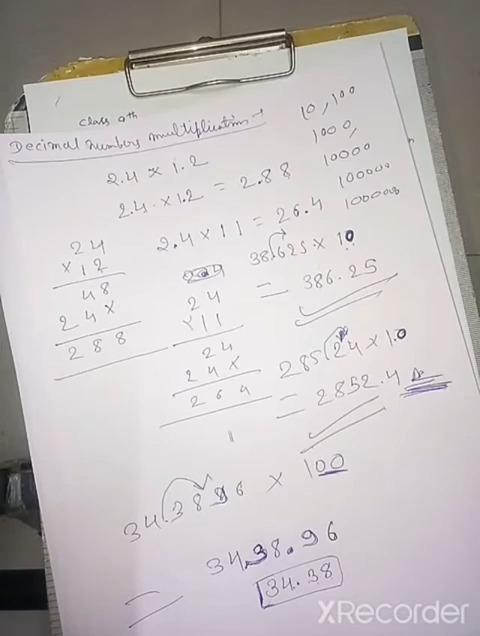 class 9th
Decimal numbers multiplication →
10, 100
1000,
10000
100000
1000000
2.4 × 1.2
2.4 × 1.2 = 2.88
2.4 × 11 = 26.4
24
×12
48
24×
288
24
×11
24
24×
264
38.625 × 10
= 386.25
285.24 × 10
= 2852.4
34.3896 × 100
= 3438.96
34.38
XRecorder